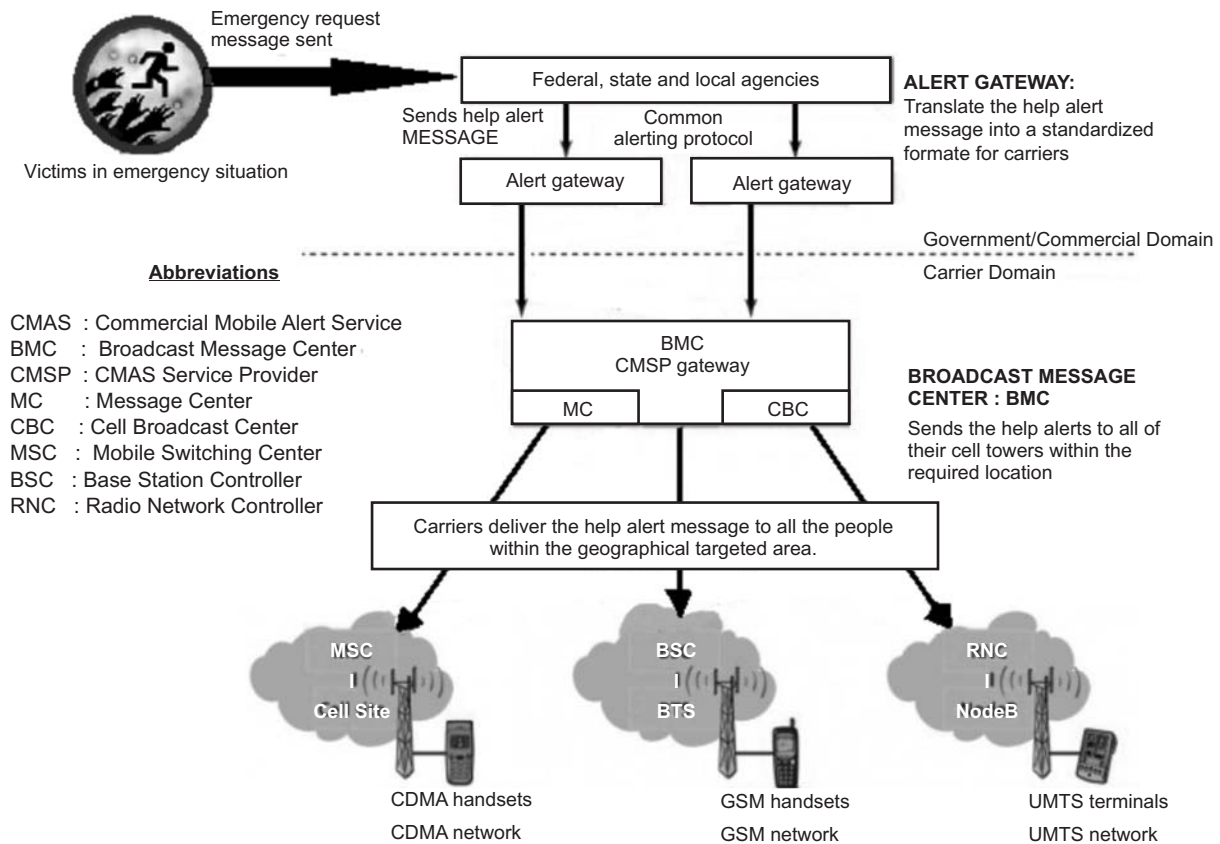 Emergency request
message sent
Federal, state and local agencies
ALERT GATEWAY:
Translate the help alert
message into a standardized
formate for carriers
Sends help alert
MESSAGE
Common
alerting protocol
Victims in emergency situation
Alert gateway
Alert gateway
Government/Commercial Domain
Carrier Domain
Abbreviations
CMAS : Commercial Mobile Alert Service
BMC : Broadcast Message Center
CMSP : CMAS Service Provider
MC : Message Center
CBC : Cell Broadcast Center
MSC : Mobile Switching Center
BSC : Base Station Controller
RNC : Radio Network Controller
BMC
CMSP gateway
MC
CBC
BROADCAST MESSAGE
CENTER : BMC
Sends the help alerts to all of
their cell towers within the
required location
Carriers deliver the help alert message to all the people
within the geographical targeted area.
MSC
Cell Site
BSC
BTS
RNC
NodeB
CDMA handsets
CDMA network
GSM handsets
GSM network
UMTS terminals
UMTS network